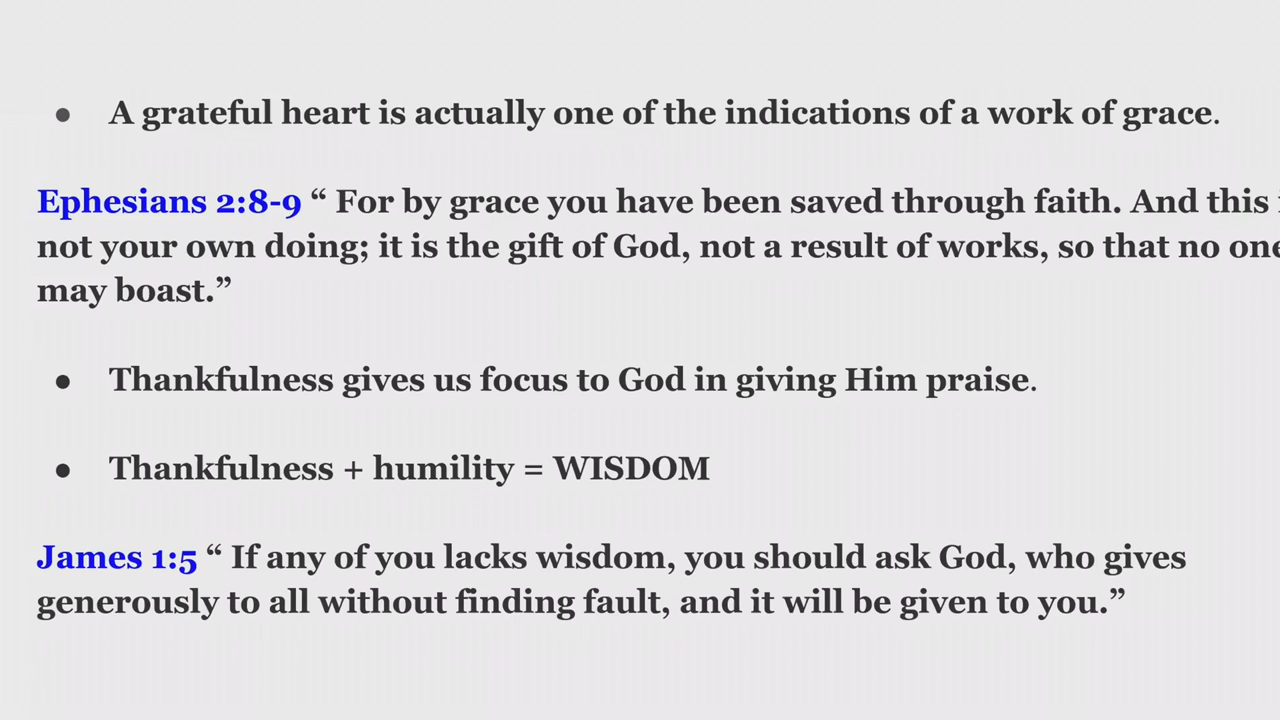 ● A grateful heart is actually one of the indications of a work of grace.
Ephesians 2:8-9 “ For by grace you have been saved through faith. And this
not your own doing; it is the gift of God, not a result of works, so that no one
may boast.”
● Thankfulness gives us focus to God in giving Him praise.
● Thankfulness + humility = WISDOM
James 1:5 “ If any of you lacks wisdom, you should ask God, who gives
generously to all without finding fault, and it will be given to you.”